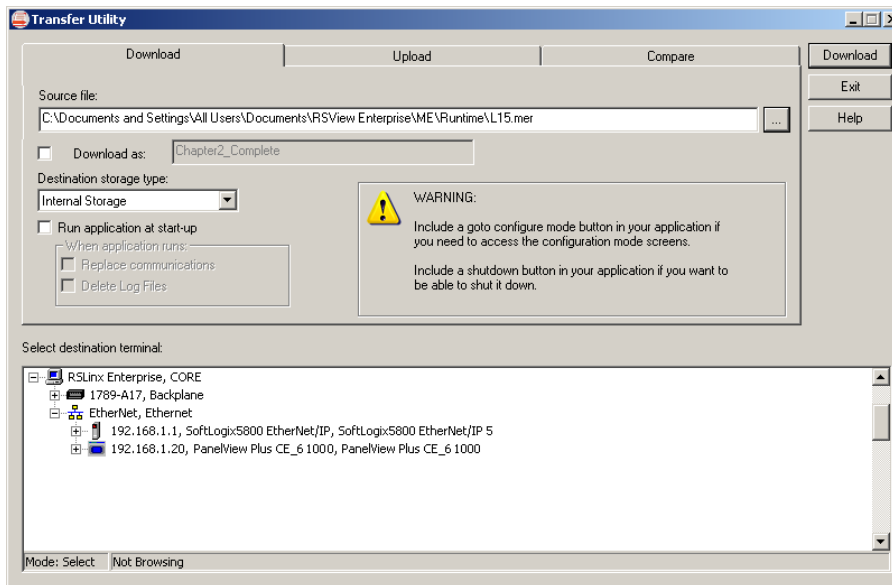 Transfer Utility
Download
Upload
Compare
Download
Exit
Help
Source file:
C:\Documents and Settings\All Users\Documents\RSView Enterprise\ME\Runtime\L15.mer
...
Download as:
Chapter2_Complete
Destination storage type:
Internal Storage
Run application at start-up
When application runs:
Replace communications
Delete Log Files
WARNING:
Include a goto configure mode button in your application if
you need to access the configuration mode screens.
Include a shutdown button in your application if you want to
be able to shut it down.
Select destination terminal:
RSLinx Enterprise, CORE
1789-A17, Backplane
EtherNet, Ethernet
192.168.1.1, SoftLogix5800 EtherNet/IP, SoftLogix5800 EtherNet/IP 5
192.168.1.20, PanelView Plus CE_6 1000, PanelView Plus CE_6 1000
Mode: Select
Not Browsing